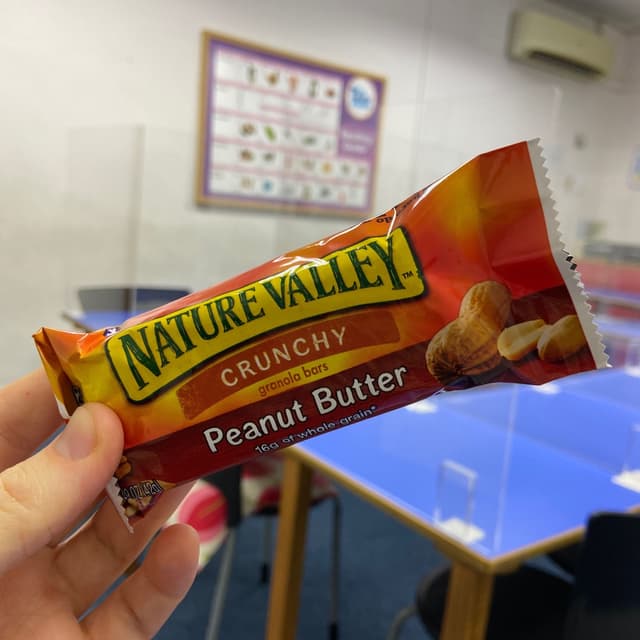 NATURE VALLEY™
CRUNCHY
granola bars
Peanut Butter
16g of whole grain*